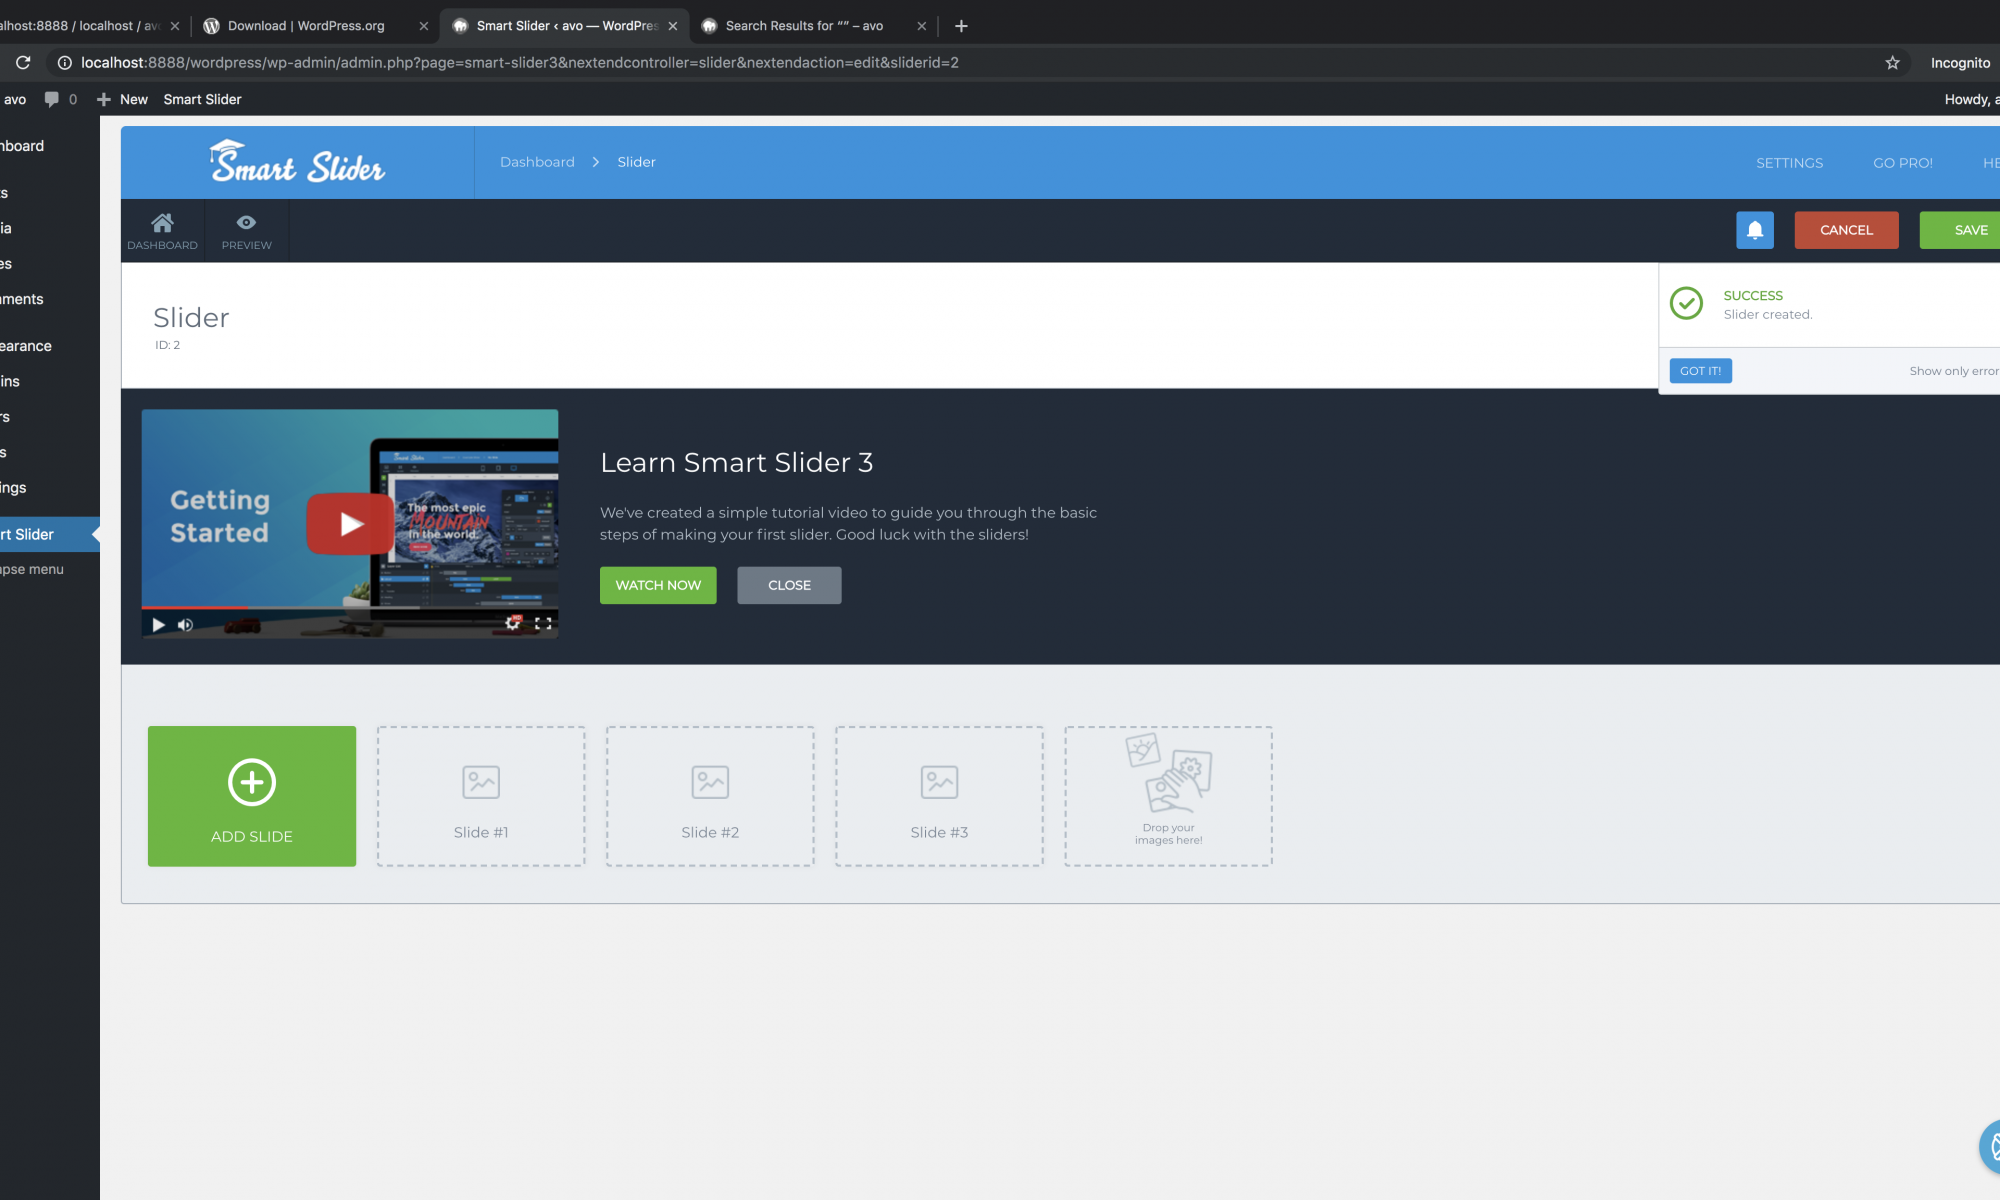 alhost:8888 / localhost / avo
Download | WordPress.org
Smart Slider ‹ avo — WordPres
Search Results for “” – avo
localhost:8888/wordpress/wp-admin/admin.php?page=smart-slider3&nextendcontroller=slider&nextendaction=edit&sliderid=2
Incognito
avo
0
New
Smart Slider
Howdy, a
nboard
ts
ia
es
nments
earance
ins
rs
s
ings
rt Slider
apse menu
Smart Slider
Dashboard
Slider
SETTINGS
GO PRO!
HE
DASHBOARD
PREVIEW
CANCEL
SAVE
Slider
ID: 2
SUCCESS
Slider created.
GOT IT!
Show only error
Getting
Started
The most epic
MOUNTAIN
in the world.
Learn Smart Slider 3
We've created a simple tutorial video to guide you through the basic
steps of making your first slider. Good luck with the sliders!
WATCH NOW
CLOSE
ADD SLIDE
Slide #1
Slide #2
Slide #3
Drop your
images here!